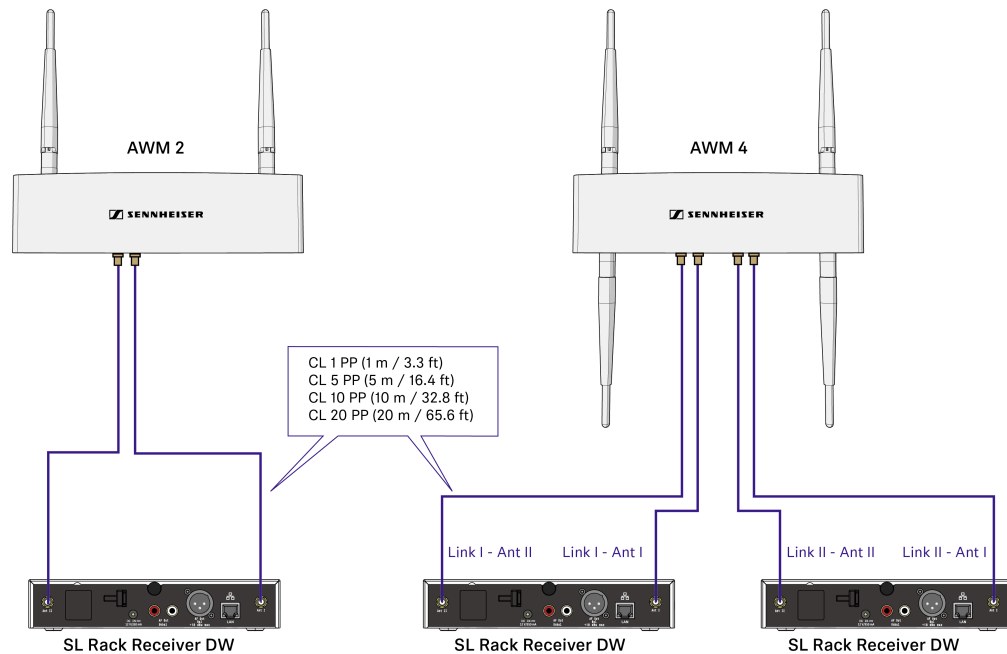 AWM 2
AWM 4
SENNHEISER
SENNHEISER
CL 1 PP (1 m / 3.3 ft)
CL 5 PP (5 m / 16.4 ft)
CL 10 PP (10 m / 32.8 ft)
CL 20 PP (20 m / 65.6 ft)
Link I - Ant II
Link I - Ant I
Link II - Ant II
Link II - Ant I
LAN
LAN
LAN
SL Rack Receiver DW
SL Rack Receiver DW
SL Rack Receiver DW